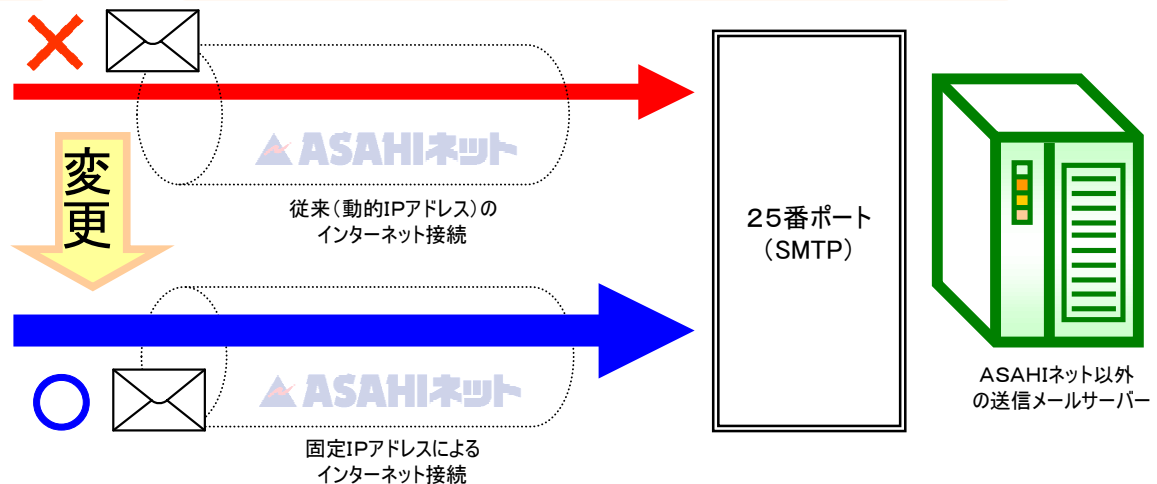 ASAHIネット
変
更
従来(動的IPアドレス)の
インターネット接続
25番ポート
(SMTP)
ASAHIネット
固定IPアドレスによる
インターネット接続
ASAHIネット以外
の送信メールサーバー